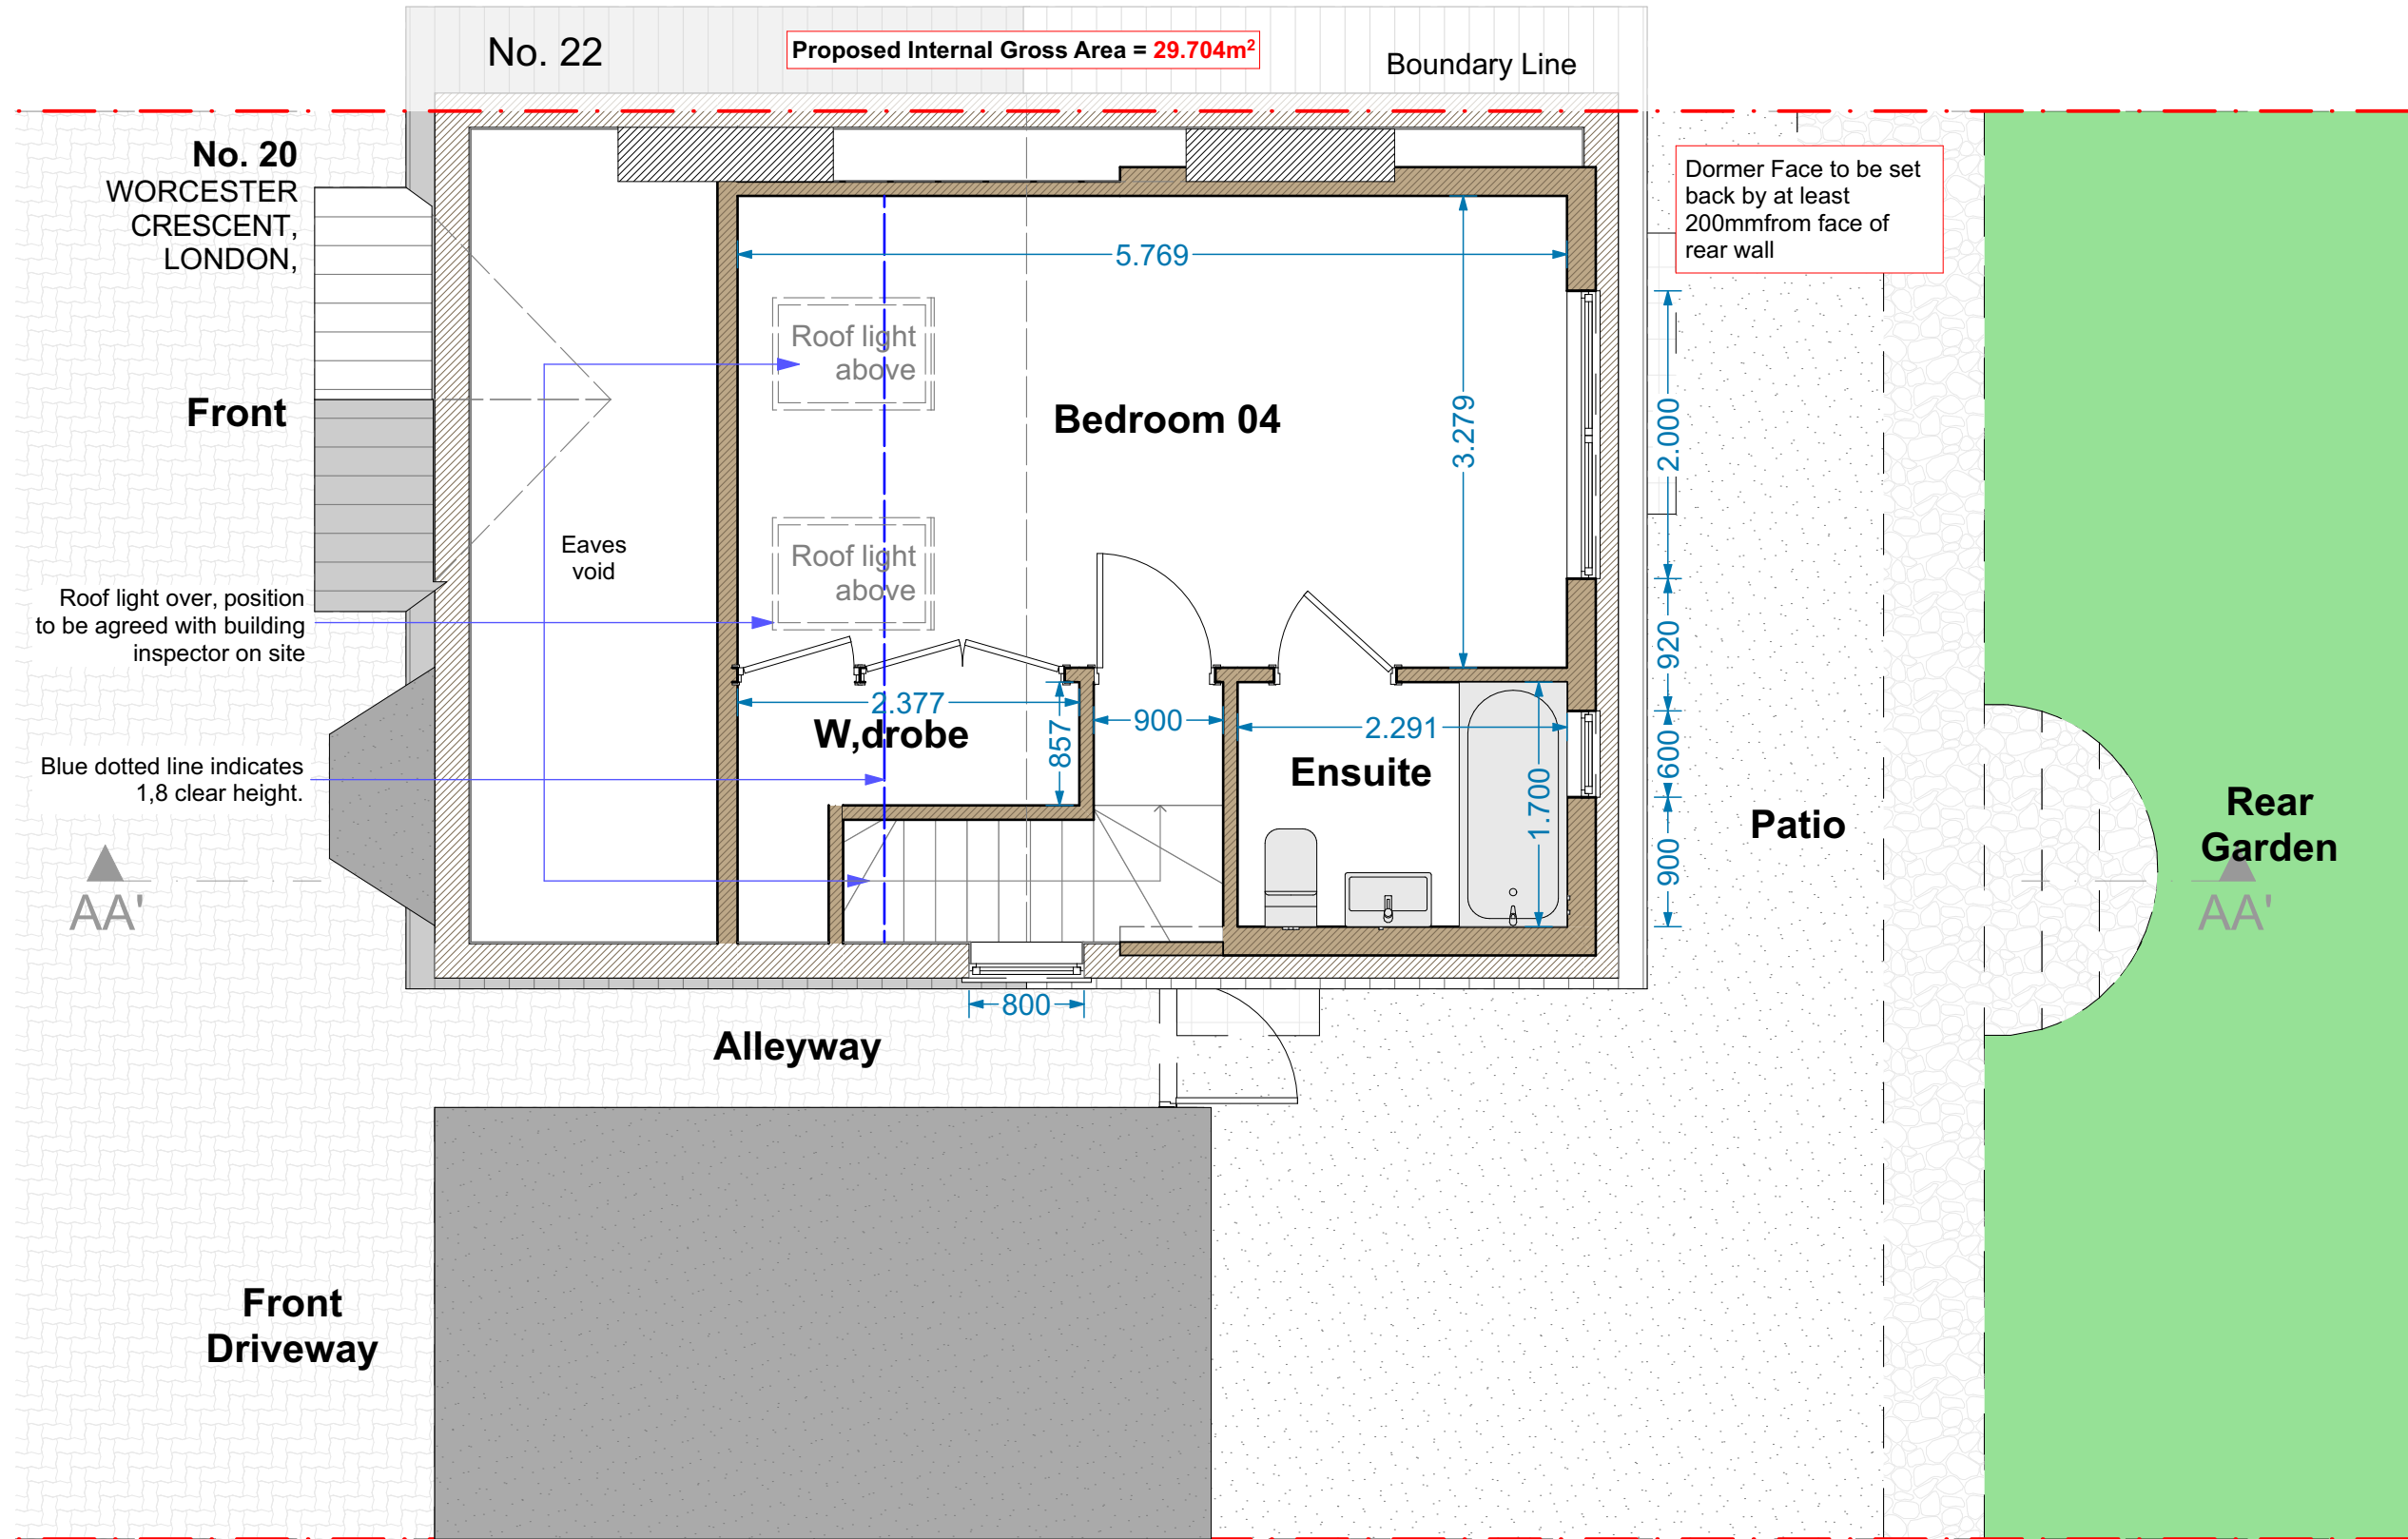 No. 22
Proposed Internal Gross Area = 29.704m²
Boundary Line
No. 20
WORCESTER
CRESCENT,
LONDON,
Dormer Face to be set
back by at least
200mmfrom face of
rear wall
5.769
Roof light
above
Front
Bedroom 04
3.279
2.000
Eaves
void
Roof light
above
Roof light over, position
to be agreed with building
inspector on site
920
2.377
W,drobe
857
900
2.291
Ensuite
1.700
600
Blue dotted line indicates
1,8 clear height.
Patio
Rear
Garden
900
AA'
AA'
800
Alleyway
Front
Driveway